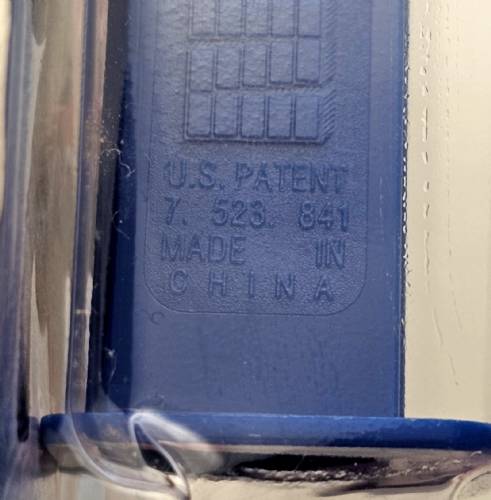 U.S. PATENT
7. 523. 841
MADE IN
CHINA